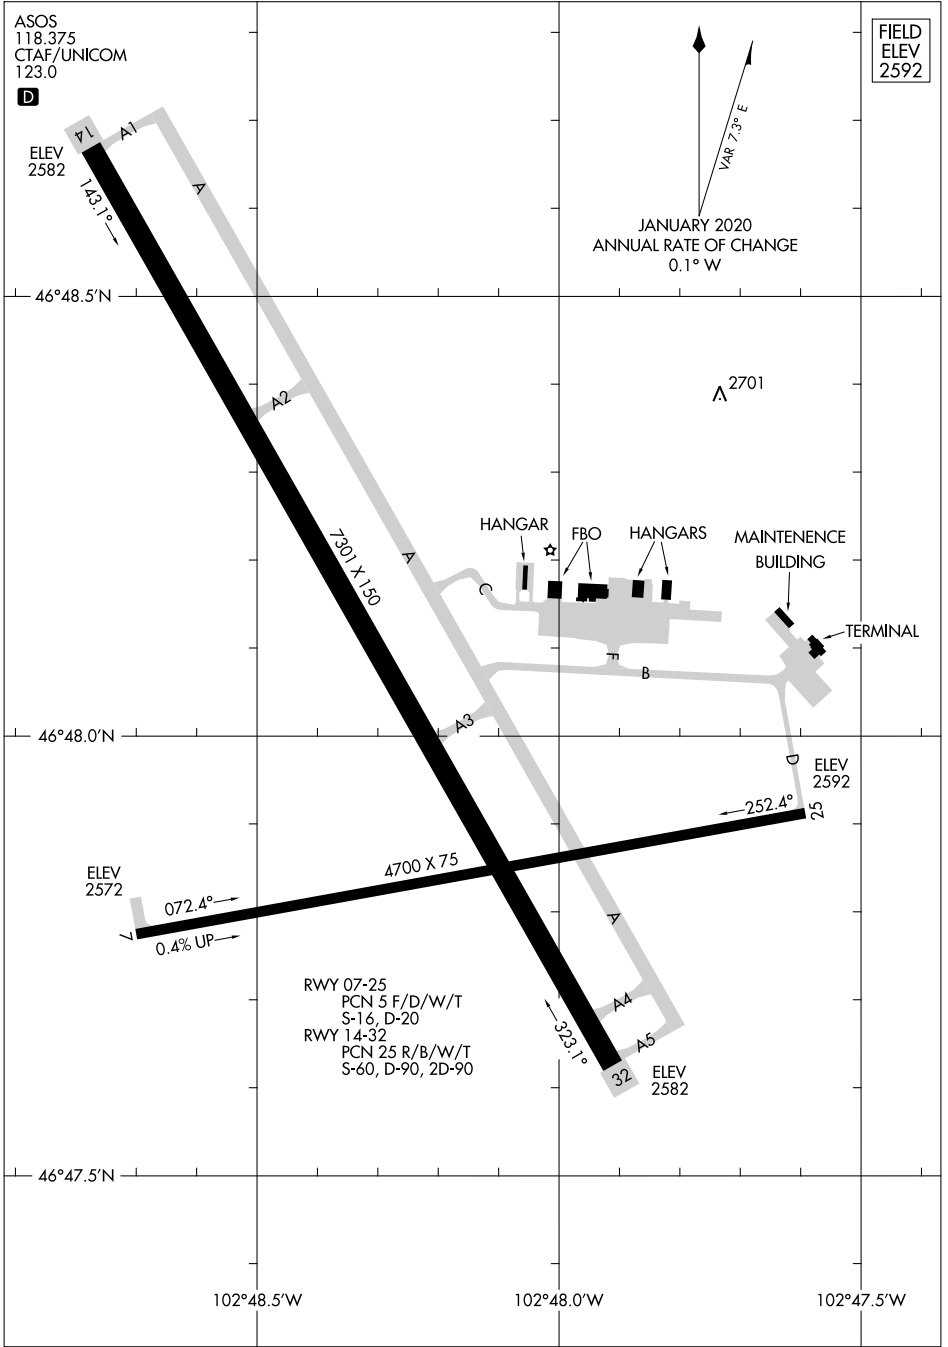 ASOS
118.375
CTAF/UNICOM
123.0
D
FIELD
ELEV
2592
VAR 7.3° E
JANUARY 2020
ANNUAL RATE OF CHANGE
0.1° W
14
A1
ELEV
2582
A
143.1°
46°48.5'N
2701
A2
7301 X 150
A
HANGAR
FBO
HANGARS
MAINTENENCE
BUILDING
C
TERMINAL
F
B
A3
46°48.0'N
D
ELEV
2592
252.4°
25
4700 X 75
ELEV
2572
072.4°
7
0.4% UP
A
RWY 07-25
PCN 5 F/D/W/T
S-16, D-20
RWY 14-32
PCN 25 R/B/W/T
S-60, D-90, 2D-90
A4
323.1°
A5
32
ELEV
2582
46°47.5'N
102°48.5'W
102°48.0'W
102°47.5'W